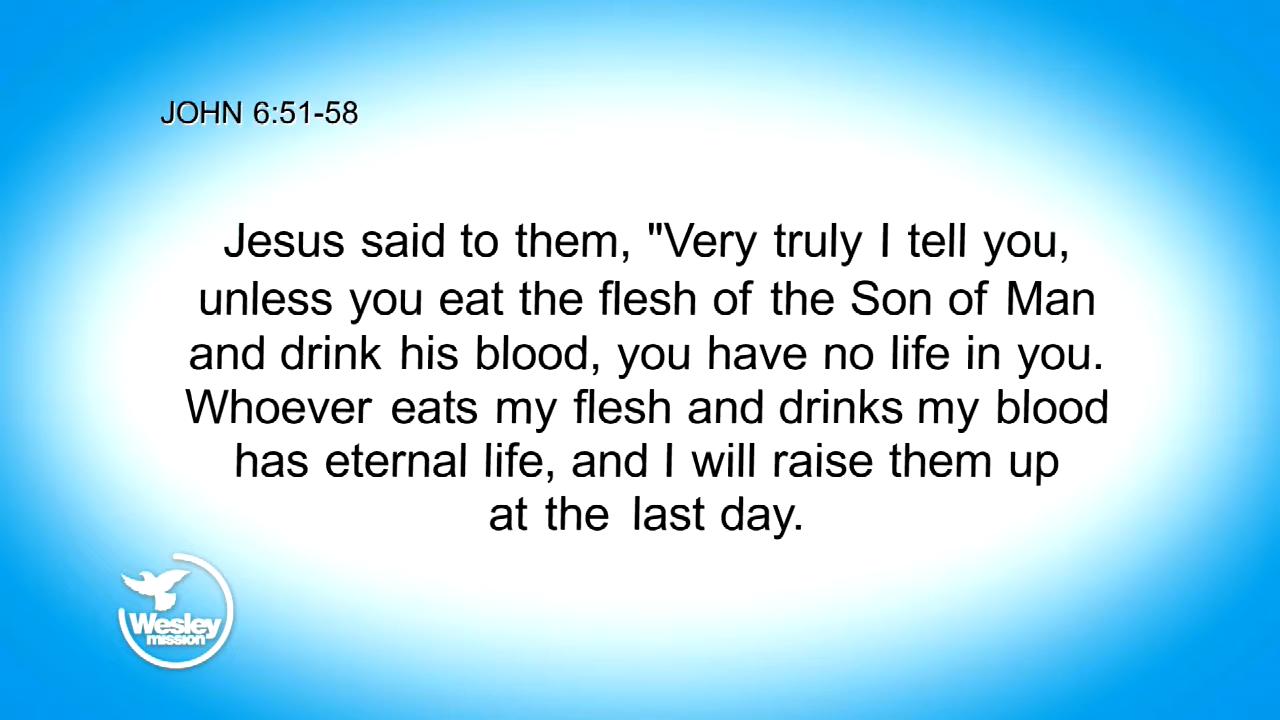 JOHN 6:51-58
Jesus said to them, "Very truly I tell you,
unless you eat the flesh of the Son of Man
and drink his blood, you have no life in you.
Whoever eats my flesh and drinks my blood
has eternal life, and I will raise them up
at the last day.
Wesley
mission